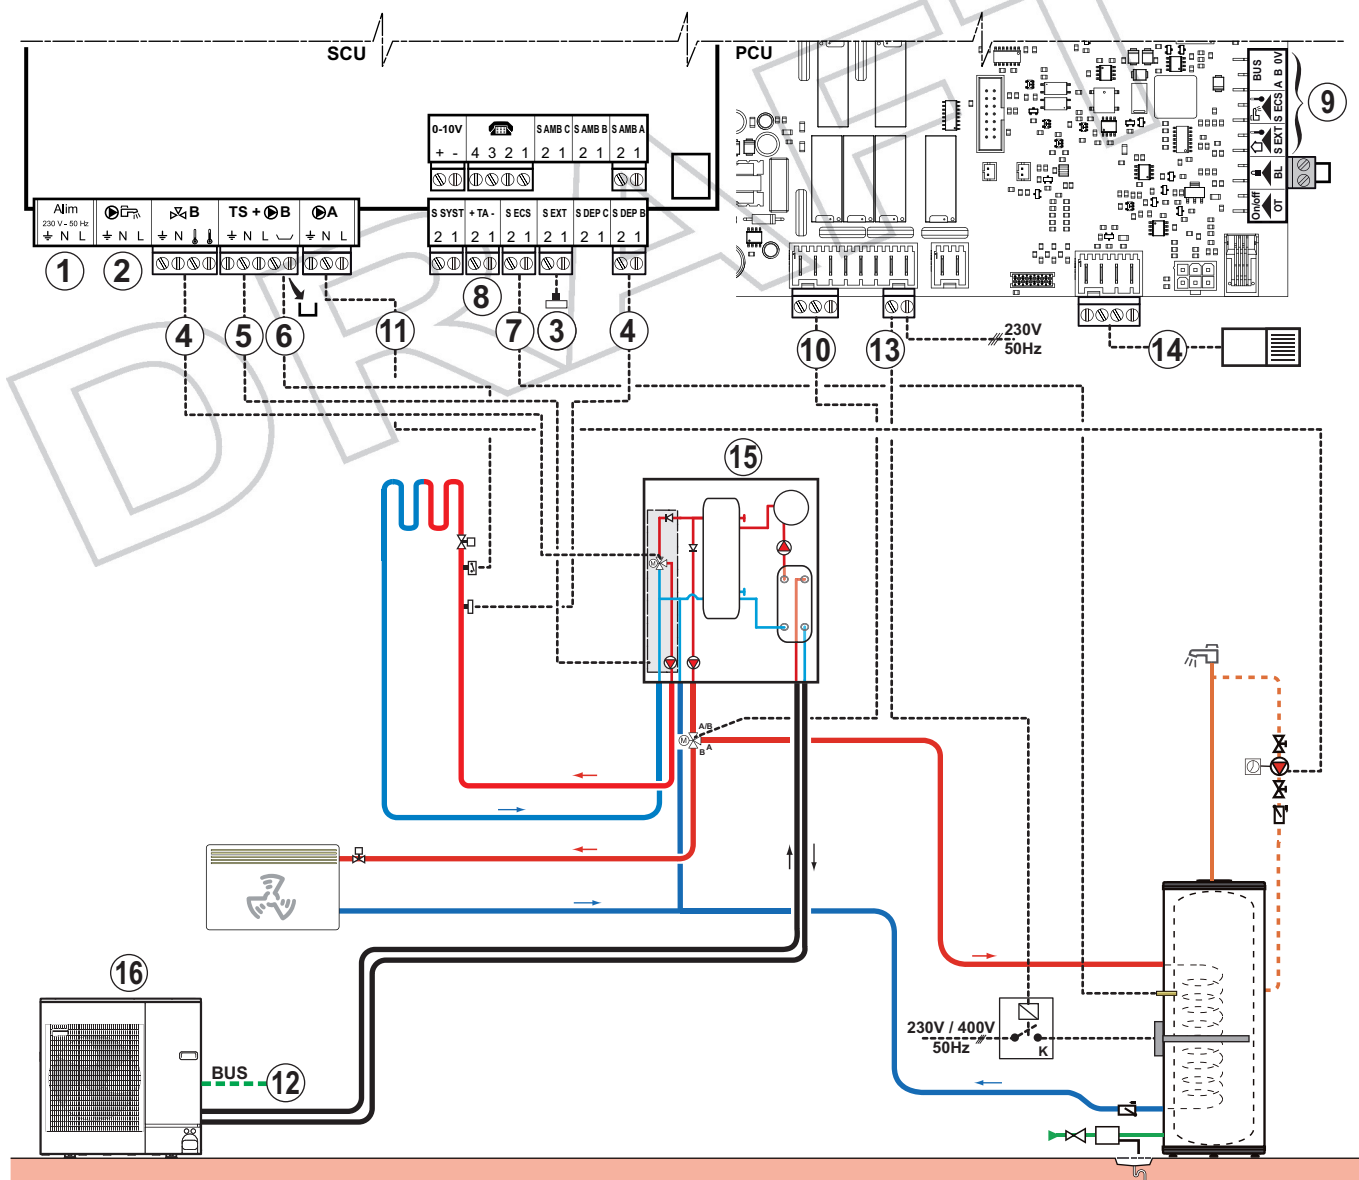 DRAFT
SCU
PCU
0-10V
S AMB C
S AMB B
S AMB A
+ -
4 3 2 1
2 1
2 1
2 1
BUS
A B 0V
S ECS
S EXT
BL
On/off
OT
9
Alim
230 V - 50 Hz
N L
N L
B
N
TS +
B
N L
A
N L
S SYST
+ TA -
S ECS
S EXT
S DEP C
S DEP B
2 1
2 1
2 1
2 1
2 1
2 1
1
2
8
4
5
6
11
7
3
4
10
13
230V
50Hz
14
15
M
A/B
M
A
B
16
BUS
12
230V / 400V
50Hz
K